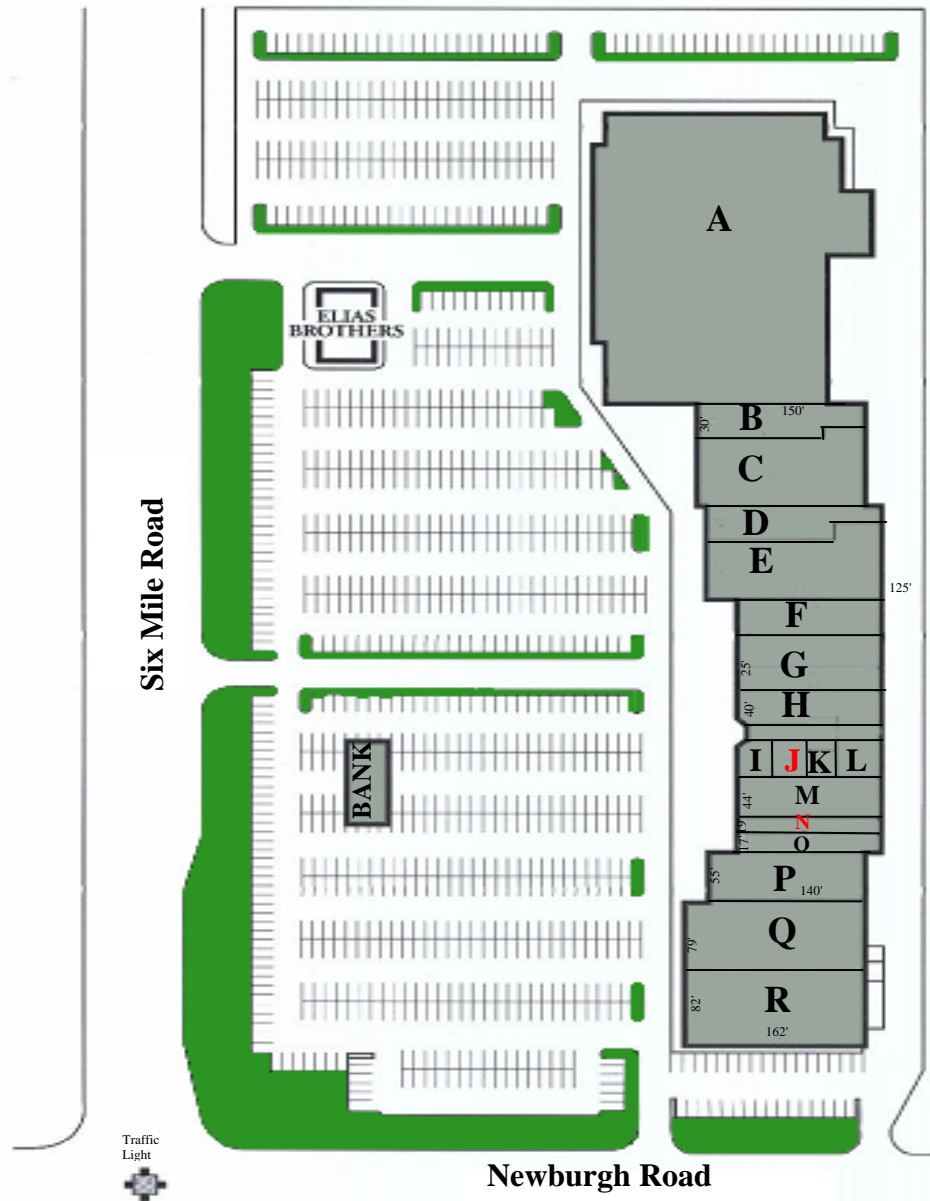 A
ELIAS
BROTHERS
150'
30'
B
C
D
E
125'
F
G
25'
H
40'
I J K L
M
44'
N
19'
O
17'
P
55'
140'
Q
79'
R
82'
162'
BANK
Six Mile Road
Traffic
Light
Newburgh Road